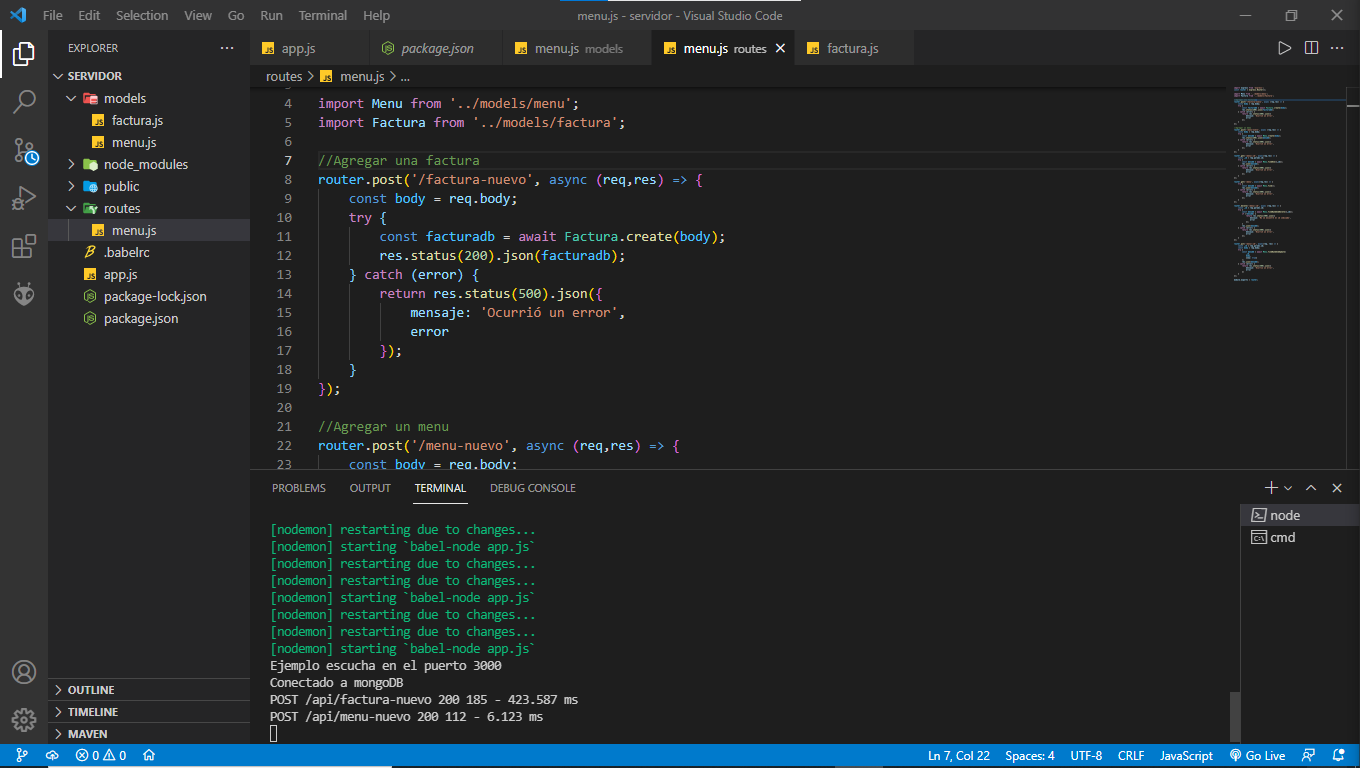 File Edit Selection View Go Run Terminal Help
menu.js - servidor - Visual Studio Code
EXPLORER
SERVIDOR
models
factura.js
menu.js
node_modules
public
routes
menu.js
.babelrc
app.js
package-lock.json
package.json
OUTLINE
TIMELINE
MAVEN
app.js package.json menu.js models menu.js routes factura.js
routes > menu.js > ...
4 import Menu from '../models/menu';
5 import Factura from '../models/factura';
6
7 //Agregar una factura
8 router.post('/factura-nuevo', async (req,res) => {
9 const body = req.body;
10 try {
11 const facturadb = await Factura.create(body);
12 res.status(200).json(facturadb);
13 } catch (error) {
14 return res.status(500).json({
15 mensaje: 'Ocurrió un error',
16 error
17 });
18 }
19 });
20
21 //Agregar un menu
22 router.post('/menu-nuevo', async (req,res) => {
23 const body = req.body;
PROBLEMS OUTPUT TERMINAL DEBUG CONSOLE
[nodemon] restarting due to changes...
[nodemon] starting `babel-node app.js`
[nodemon] restarting due to changes...
[nodemon] restarting due to changes...
[nodemon] starting `babel-node app.js`
[nodemon] restarting due to changes...
[nodemon] restarting due to changes...
[nodemon] starting `babel-node app.js`
Ejemplo escucha en el puerto 3000
Conectado a mongoDB
POST /api/factura-nuevo 200 185 - 423.587 ms
POST /api/menu-nuevo 200 112 - 6.123 ms
node
cmd
0 0 Ln 7, Col 22 Spaces: 4 UTF-8 CRLF JavaScript Go Live